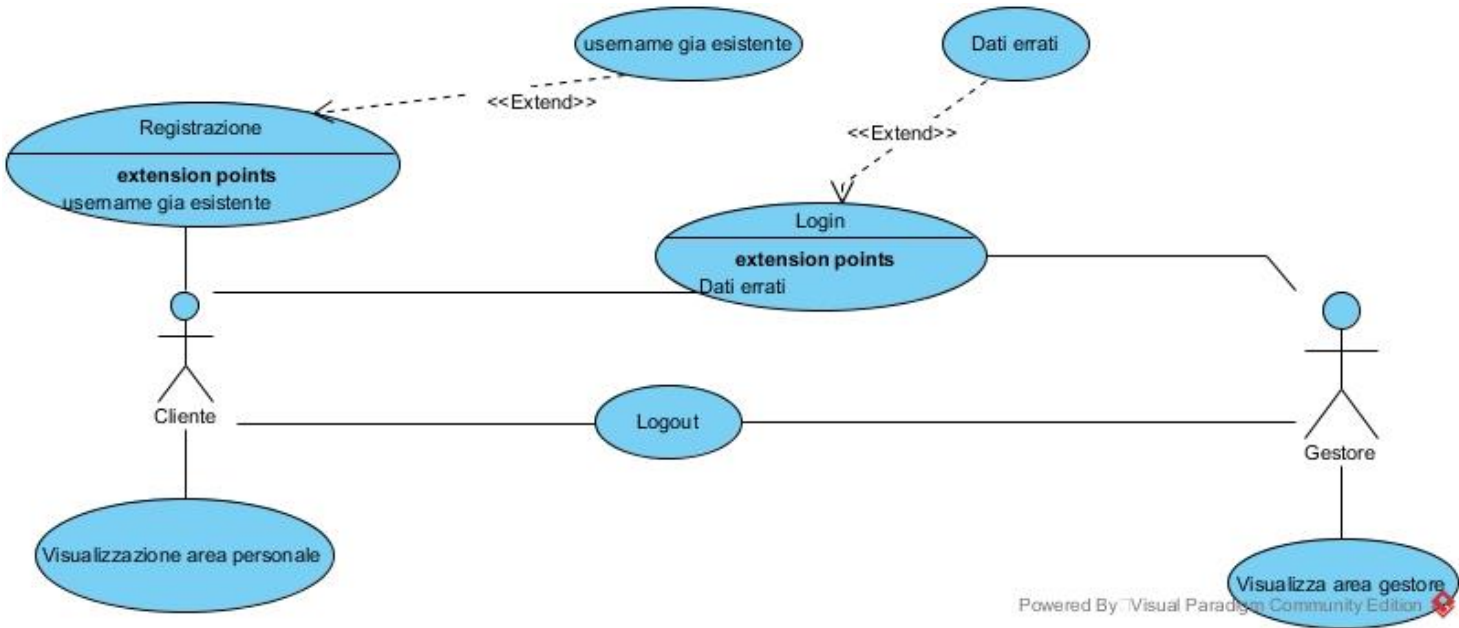 username gia esistente
Dati errati
<<Extend>>
Registrazione
extension points
username gia esistente
<<Extend>>
Login
extension points
Dati errati
Cliente
Logout
Gestore
Visualizzazione area personale
Visualizza area gestore
Powered By Visual Paradigm Community Edition